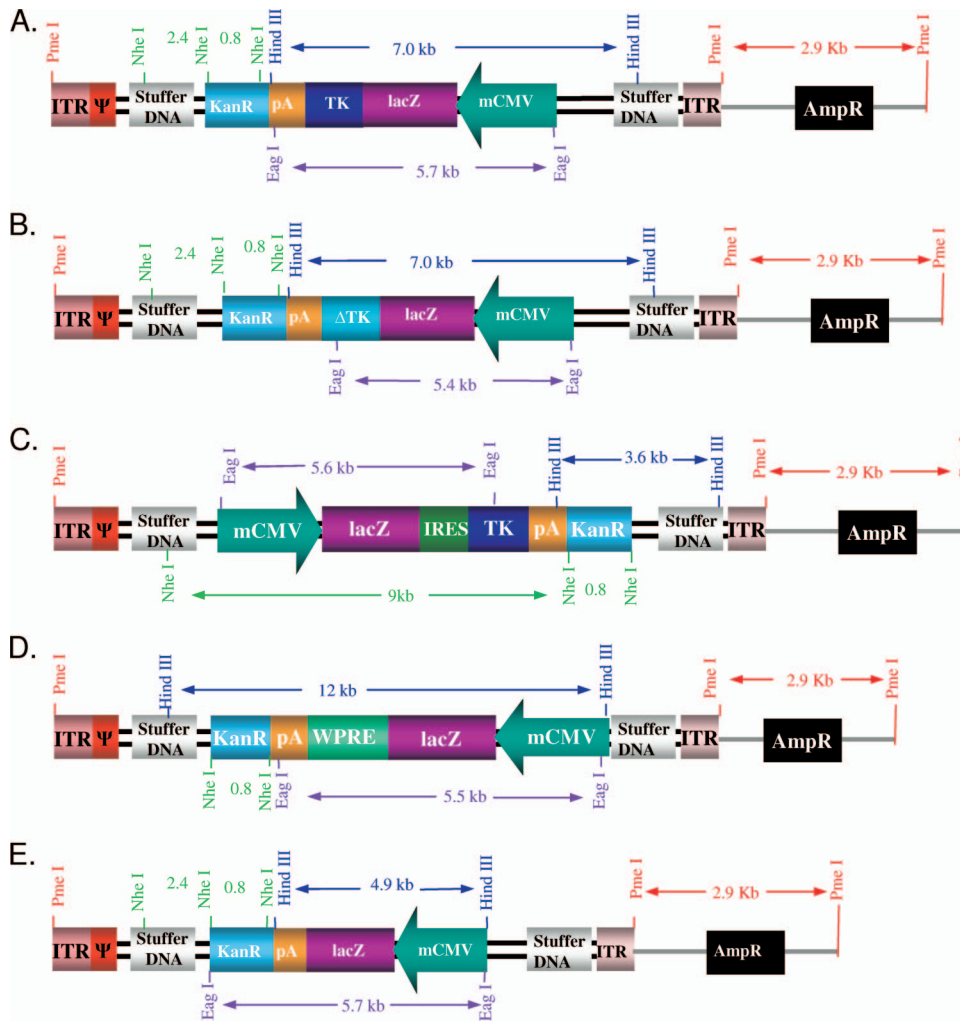 A.
Pme I
Nhe I 2.4 Nhe I 0.8 Nhe I
Hind III 7.0 kb Hind III
Pme I 2.9 Kb Pme I
ITR Ψ Stuffer DNA KanR pA TK lacZ mCMV Stuffer DNA ITR AmpR
Eag I 5.7 kb Eag I
B.
Pme I
Nhe I 2.4 Nhe I 0.8 Nhe I
Hind III 7.0 kb Hind III
Pme I 2.9 Kb Pme I
ITR Ψ Stuffer DNA KanR pA ΔTK lacZ mCMV Stuffer DNA ITR AmpR
Eag I 5.4 kb Eag I
C.
Pme I
Eag I 5.6 kb Eag I
Hind III 3.6 kb Hind III
Pme I 2.9 Kb
ITR Ψ Stuffer DNA mCMV lacZ IRES TK pA KanR Stuffer DNA ITR AmpR
Nhe I 9kb Nhe I 0.8 Nhe I
D.
Pme I
Hind III 12 kb Hind III
Pme I 2.9 Kb Pme I
ITR Ψ Stuffer DNA KanR pA WPRE lacZ mCMV Stuffer DNA ITR AmpR
Nhe I 0.8 Nhe I
Eag I 5.5 kb Eag I
E.
Pme I
Nhe I 2.4 Nhe I 0.8 Nhe I
Hind III 4.9 kb Hind III
Pme I 2.9 Kb Pme I
ITR Ψ Stuffer DNA KanR pA lacZ mCMV Stuffer DNA ITR AmpR
Eag I 5.7 kb Eag I